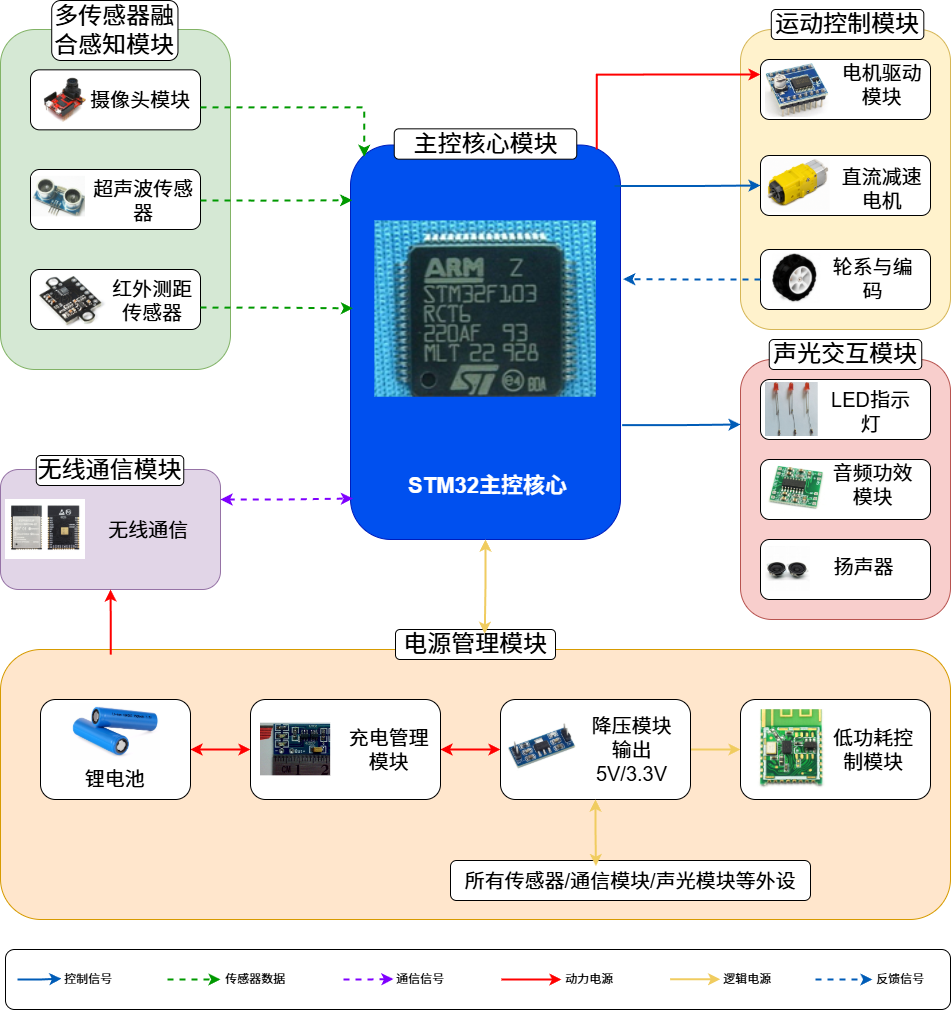 多传感器融
合感知模块
摄像头模块
超声波传感
器
红外测距
传感器
主控核心模块
ARM Z
STM32F103
RCT6
220AF 93
MLT 22 928
ST e4
STM32主控核心
运动控制模块
电机驱动
模块
直流减速
电机
轮系与编
码
声光交互模块
LED指示
灯
音频功效
模块
扬声器
无线通信模块
无线通信
电源管理模块
锂电池
充电管理
模块
降压模块
输出
5V/3.3V
低功耗控
制模块
所有传感器/通信模块/声光模块等外设
控制信号
传感器数据
通信信号
动力电源
逻辑电源
反馈信号